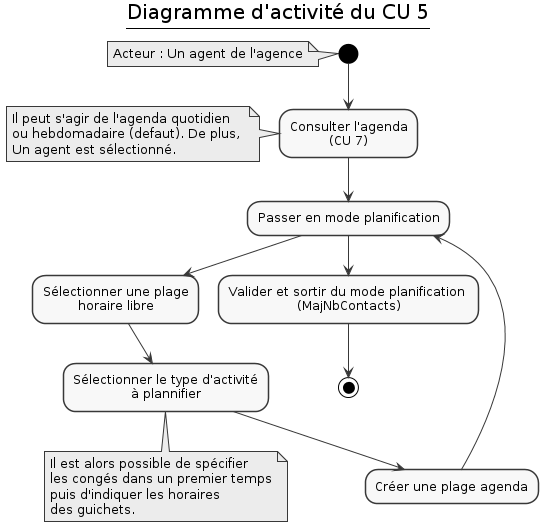 Diagramme d'activité du CU 5
Acteur : Un agent de l'agence
Il peut s'agir de l'agenda quotidien
ou hebdomadaire (defaut). De plus,
Un agent est sélectionné.
Consulter l'agenda
(CU 7)
Passer en mode planification
Sélectionner une plage
horaire libre
Valider et sortir du mode planification
(MajNbContacts)
Sélectionner le type d'activité
à plannifier
Il est alors possible de spécifier
les congés dans un premier temps
puis d'indiquer les horaires
des guichets.
Créer une plage agenda